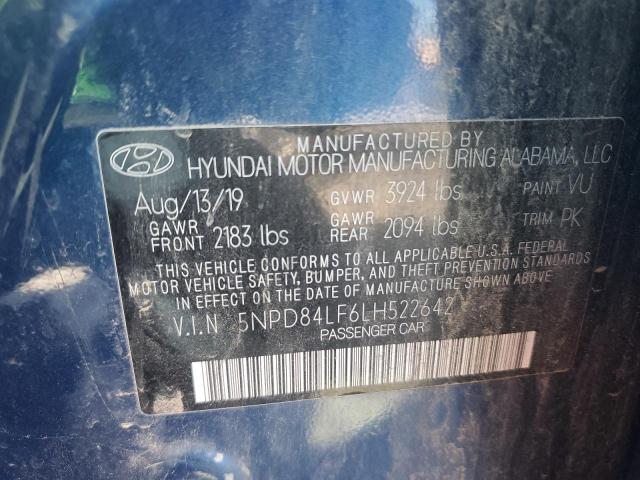 MANUFACTURED BY
HYUNDAI MOTOR MANUFACTURING ALABAMA, LLC
Aug/13/19 GVWR 3924 lbs PAINT VU
GAWR FRONT 2183 lbs GAWR REAR 2094 lbs TRIM PK
THIS VEHICLE CONFORMS TO ALL APPLICABLE U.S.A. FEDERAL
MOTOR VEHICLE SAFETY, BUMPER, AND THEFT PREVENTION STANDARDS
IN EFFECT ON THE DATE OF MANUFACTURE SHOWN ABOVE.
V.I.N 5NPD84LF6LH522642
PASSENGER CAR